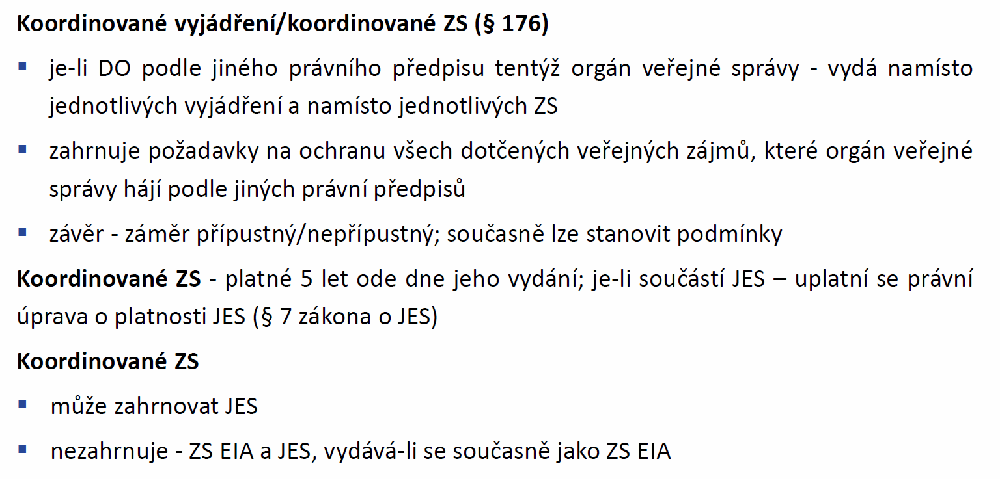 Koordinované vyjádření/koordinované ZS (§ 176)
▪ je-li DO podle jiného právního předpisu tentýž orgán veřejné správy - vydá namísto
jednotlivých vyjádření a namísto jednotlivých ZS
▪ zahrnuje požadavky na ochranu všech dotčených veřejných zájmů, které orgán veřejné
správy hájí podle jiných právní předpisů
▪ závěr - záměr přípustný/nepřípustný; současně lze stanovit podmínky
Koordinované ZS - platné 5 let ode dne jeho vydání; je-li součástí JES – uplatní se právní
úprava o platnosti JES (§ 7 zákona o JES)
Koordinované ZS
▪ může zahrnovat JES
▪ nezahrnuje - ZS EIA a JES, vydává-li se současně jako ZS EIA